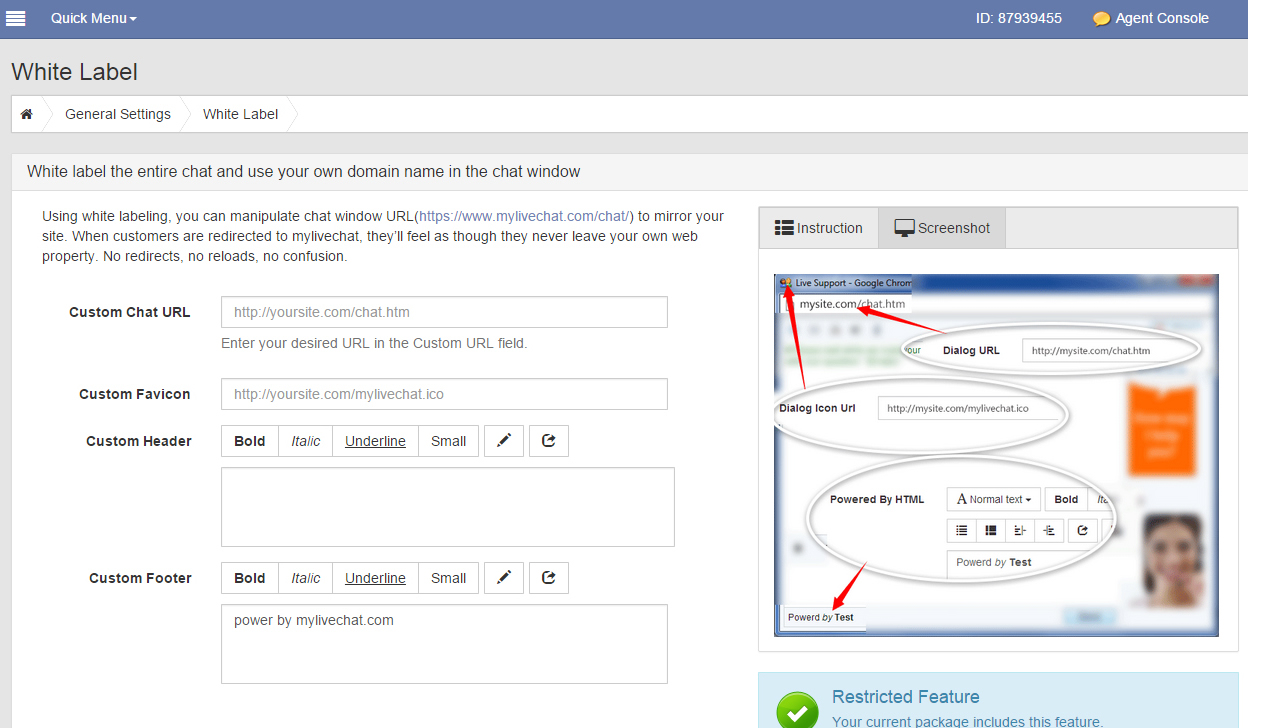 Quick Menu
ID: 87939455
Agent Console
White Label
General Settings
White Label
White label the entire chat and use your own domain name in the chat window
Using white labeling, you can manipulate chat window URL(https://www.mylivechat.com/chat/) to mirror your
site. When customers are redirected to mylivechat, they'll feel as though they never leave your own web
property. No redirects, no reloads, no confusion.
Custom Chat URL
http://yoursite.com/chat.htm
Enter your desired URL in the Custom URL field.
Custom Favicon
http://yoursite.com/mylivechat.ico
Custom Header
Bold Italic Underline Small
Custom Footer
Bold Italic Underline Small
power by mylivechat.com
Instruction
Screenshot
Live Support - Google Chrom
mysite.com/chat.htm
your
Dialog URL
http://mysite.com/chat.htm
Dialog Icon Url
http://mysite.com/mylivechat.ico
Powered By HTML
A Normal text
Bold
Powerd by Test
Powerd by Test
Restricted Feature
Your current package includes this feature.